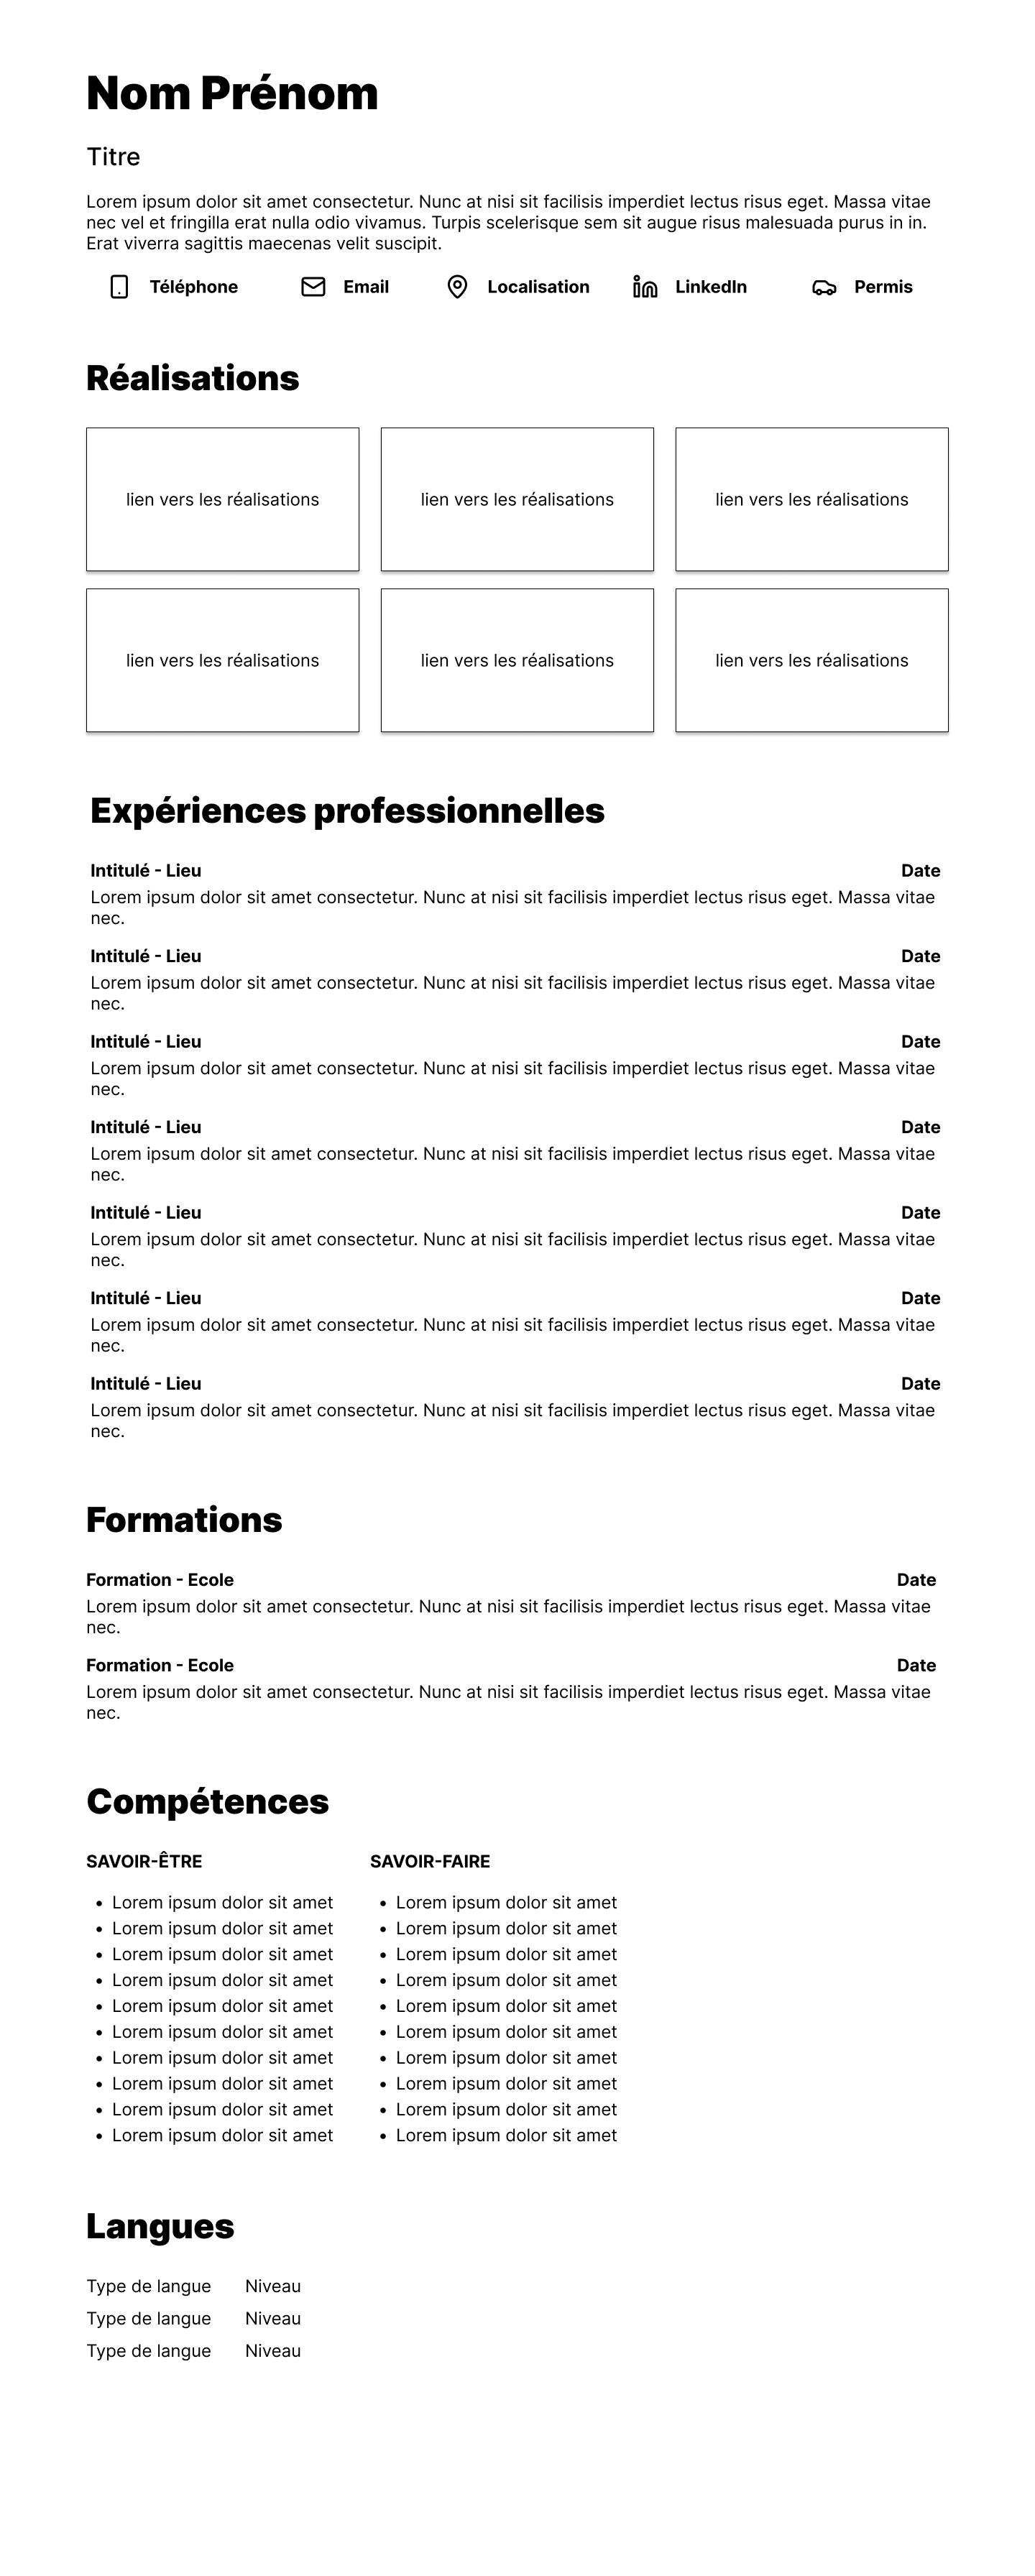 Nom Prénom
Titre
Lorem ipsum dolor sit amet consectetur. Nunc at nisi sit facilisis imperdiet lectus risus eget. Massa vitae
nec vel et fringilla erat nulla odio vivamus. Turpis scelerisque sem sit augue risus malesuada purus in in.
Erat viverra sagittis maecenas velit suscipit.
Téléphone Email Localisation LinkedIn Permis
Réalisations
lien vers les réalisations lien vers les réalisations lien vers les réalisations
lien vers les réalisations lien vers les réalisations lien vers les réalisations
Expériences professionnelles
Intitulé - Lieu Date
Lorem ipsum dolor sit amet consectetur. Nunc at nisi sit facilisis imperdiet lectus risus eget. Massa vitae
nec.
Intitulé - Lieu Date
Lorem ipsum dolor sit amet consectetur. Nunc at nisi sit facilisis imperdiet lectus risus eget. Massa vitae
nec.
Intitulé - Lieu Date
Lorem ipsum dolor sit amet consectetur. Nunc at nisi sit facilisis imperdiet lectus risus eget. Massa vitae
nec.
Intitulé - Lieu Date
Lorem ipsum dolor sit amet consectetur. Nunc at nisi sit facilisis imperdiet lectus risus eget. Massa vitae
nec.
Intitulé - Lieu Date
Lorem ipsum dolor sit amet consectetur. Nunc at nisi sit facilisis imperdiet lectus risus eget. Massa vitae
nec.
Intitulé - Lieu Date
Lorem ipsum dolor sit amet consectetur. Nunc at nisi sit facilisis imperdiet lectus risus eget. Massa vitae
nec.
Intitulé - Lieu Date
Lorem ipsum dolor sit amet consectetur. Nunc at nisi sit facilisis imperdiet lectus risus eget. Massa vitae
nec.
Formations
Formation - Ecole Date
Lorem ipsum dolor sit amet consectetur. Nunc at nisi sit facilisis imperdiet lectus risus eget. Massa vitae
nec.
Formation - Ecole Date
Lorem ipsum dolor sit amet consectetur. Nunc at nisi sit facilisis imperdiet lectus risus eget. Massa vitae
nec.
Compétences
SAVOIR-ÊTRE
• Lorem ipsum dolor sit amet
• Lorem ipsum dolor sit amet
• Lorem ipsum dolor sit amet
• Lorem ipsum dolor sit amet
• Lorem ipsum dolor sit amet
• Lorem ipsum dolor sit amet
• Lorem ipsum dolor sit amet
• Lorem ipsum dolor sit amet
• Lorem ipsum dolor sit amet
• Lorem ipsum dolor sit amet
SAVOIR-FAIRE
• Lorem ipsum dolor sit amet
• Lorem ipsum dolor sit amet
• Lorem ipsum dolor sit amet
• Lorem ipsum dolor sit amet
• Lorem ipsum dolor sit amet
• Lorem ipsum dolor sit amet
• Lorem ipsum dolor sit amet
• Lorem ipsum dolor sit amet
• Lorem ipsum dolor sit amet
• Lorem ipsum dolor sit amet
Langues
Type de langue Niveau
Type de langue Niveau
Type de langue Niveau